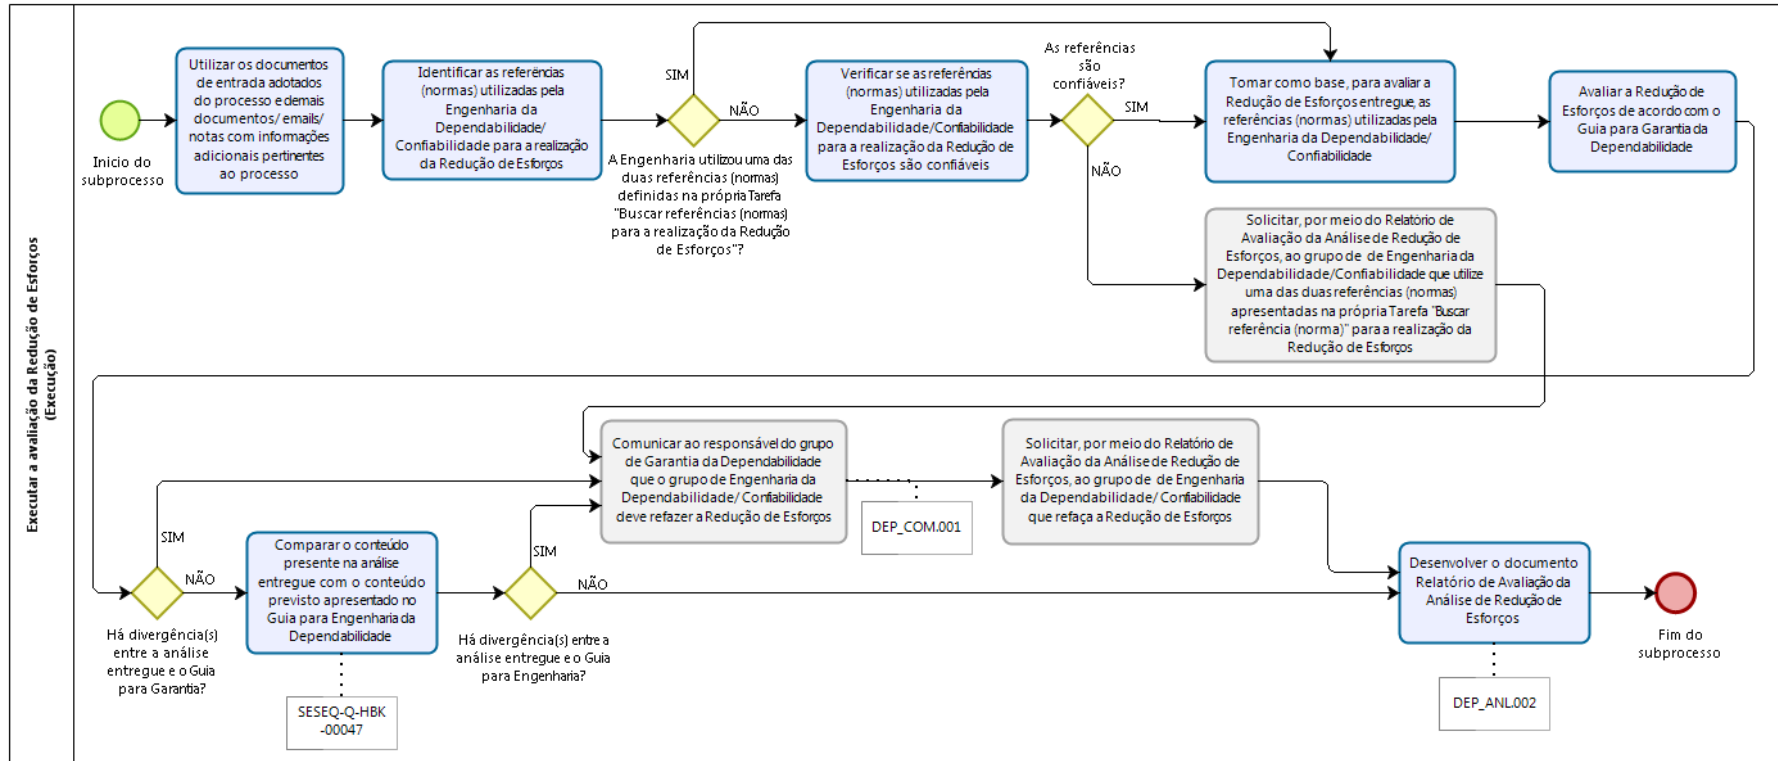 Executar a avaliação da Redução de Esforços
(Execução)
Inicio do
subprocesso
Utilizar os documentos
de entrada adotados
do processo e demais
documentos/ emails/
notas com informações
adicionais pertinentes
ao processo
Identificar as referências
(normas) utilizadas pela
Engenharia da
Dependabilidade/
Confiabilidade para a realização
da Redução de Esforços
SIM
NÃO
A Engenharia utilizou uma das
duas referências (normas)
definidas na própria Tarefa
"Buscar referências (normas)
para a realização da Redução
de Esforços"?
Verificar se as referências
(normas) utilizadas pela
Engenharia da
Dependabilidade/Confiabilidade
para a realização da Redução de
Esforços são confiáveis
As referências
são
confiáveis?
SIM
NÃO
Tomar como base, para avaliar a
Redução de Esforços entregue, as
referências (normas) utilizadas pela
Engenharia da Dependabilidade/
Confiabilidade
Avaliar a Redução de
Esforços de acordo com o
Guia para Garantia da
Dependabilidade
Solicitar, por meio do Relatório de
Avaliação da Análise de Redução de
Esforços, ao grupo de de Engenharia da
Dependabilidade/Confiabilidade que utilize
uma das duas referências (normas)
apresentadas na própria Tarefa "Buscar
referência (norma)" para a realização da
Redução de Esforços
SIM
NÃO
Há divergência(s)
entre a análise
entregue e o Guia
para Garantia?
Comparar o conteúdo
presente na análise
entregue com o conteúdo
previsto apresentado no
Guia para Engenharia da
Dependabilidade
SESEQ-Q-HBK
-00047
SIM
NÃO
Há divergência(s) entre a
análise entregue e o Guia
para Engenharia?
Comunicar ao responsável do grupo
de Garantia da Dependabilidade
que o grupo de Engenharia da
Dependabilidade/ Confiabilidade
deve refazer a Redução de Esforços
DEP_COM.001
Solicitar, por meio do Relatório de
Avaliação da Análise de Redução de
Esforços, ao grupo de de Engenharia
da Dependabilidade/ Confiabilidade
que refaça a Redução de Esforços
Desenvolver o documento
Relatório de Avaliação da
Análise de Redução de
Esforços
DEP_ANL.002
Fim do
subprocesso